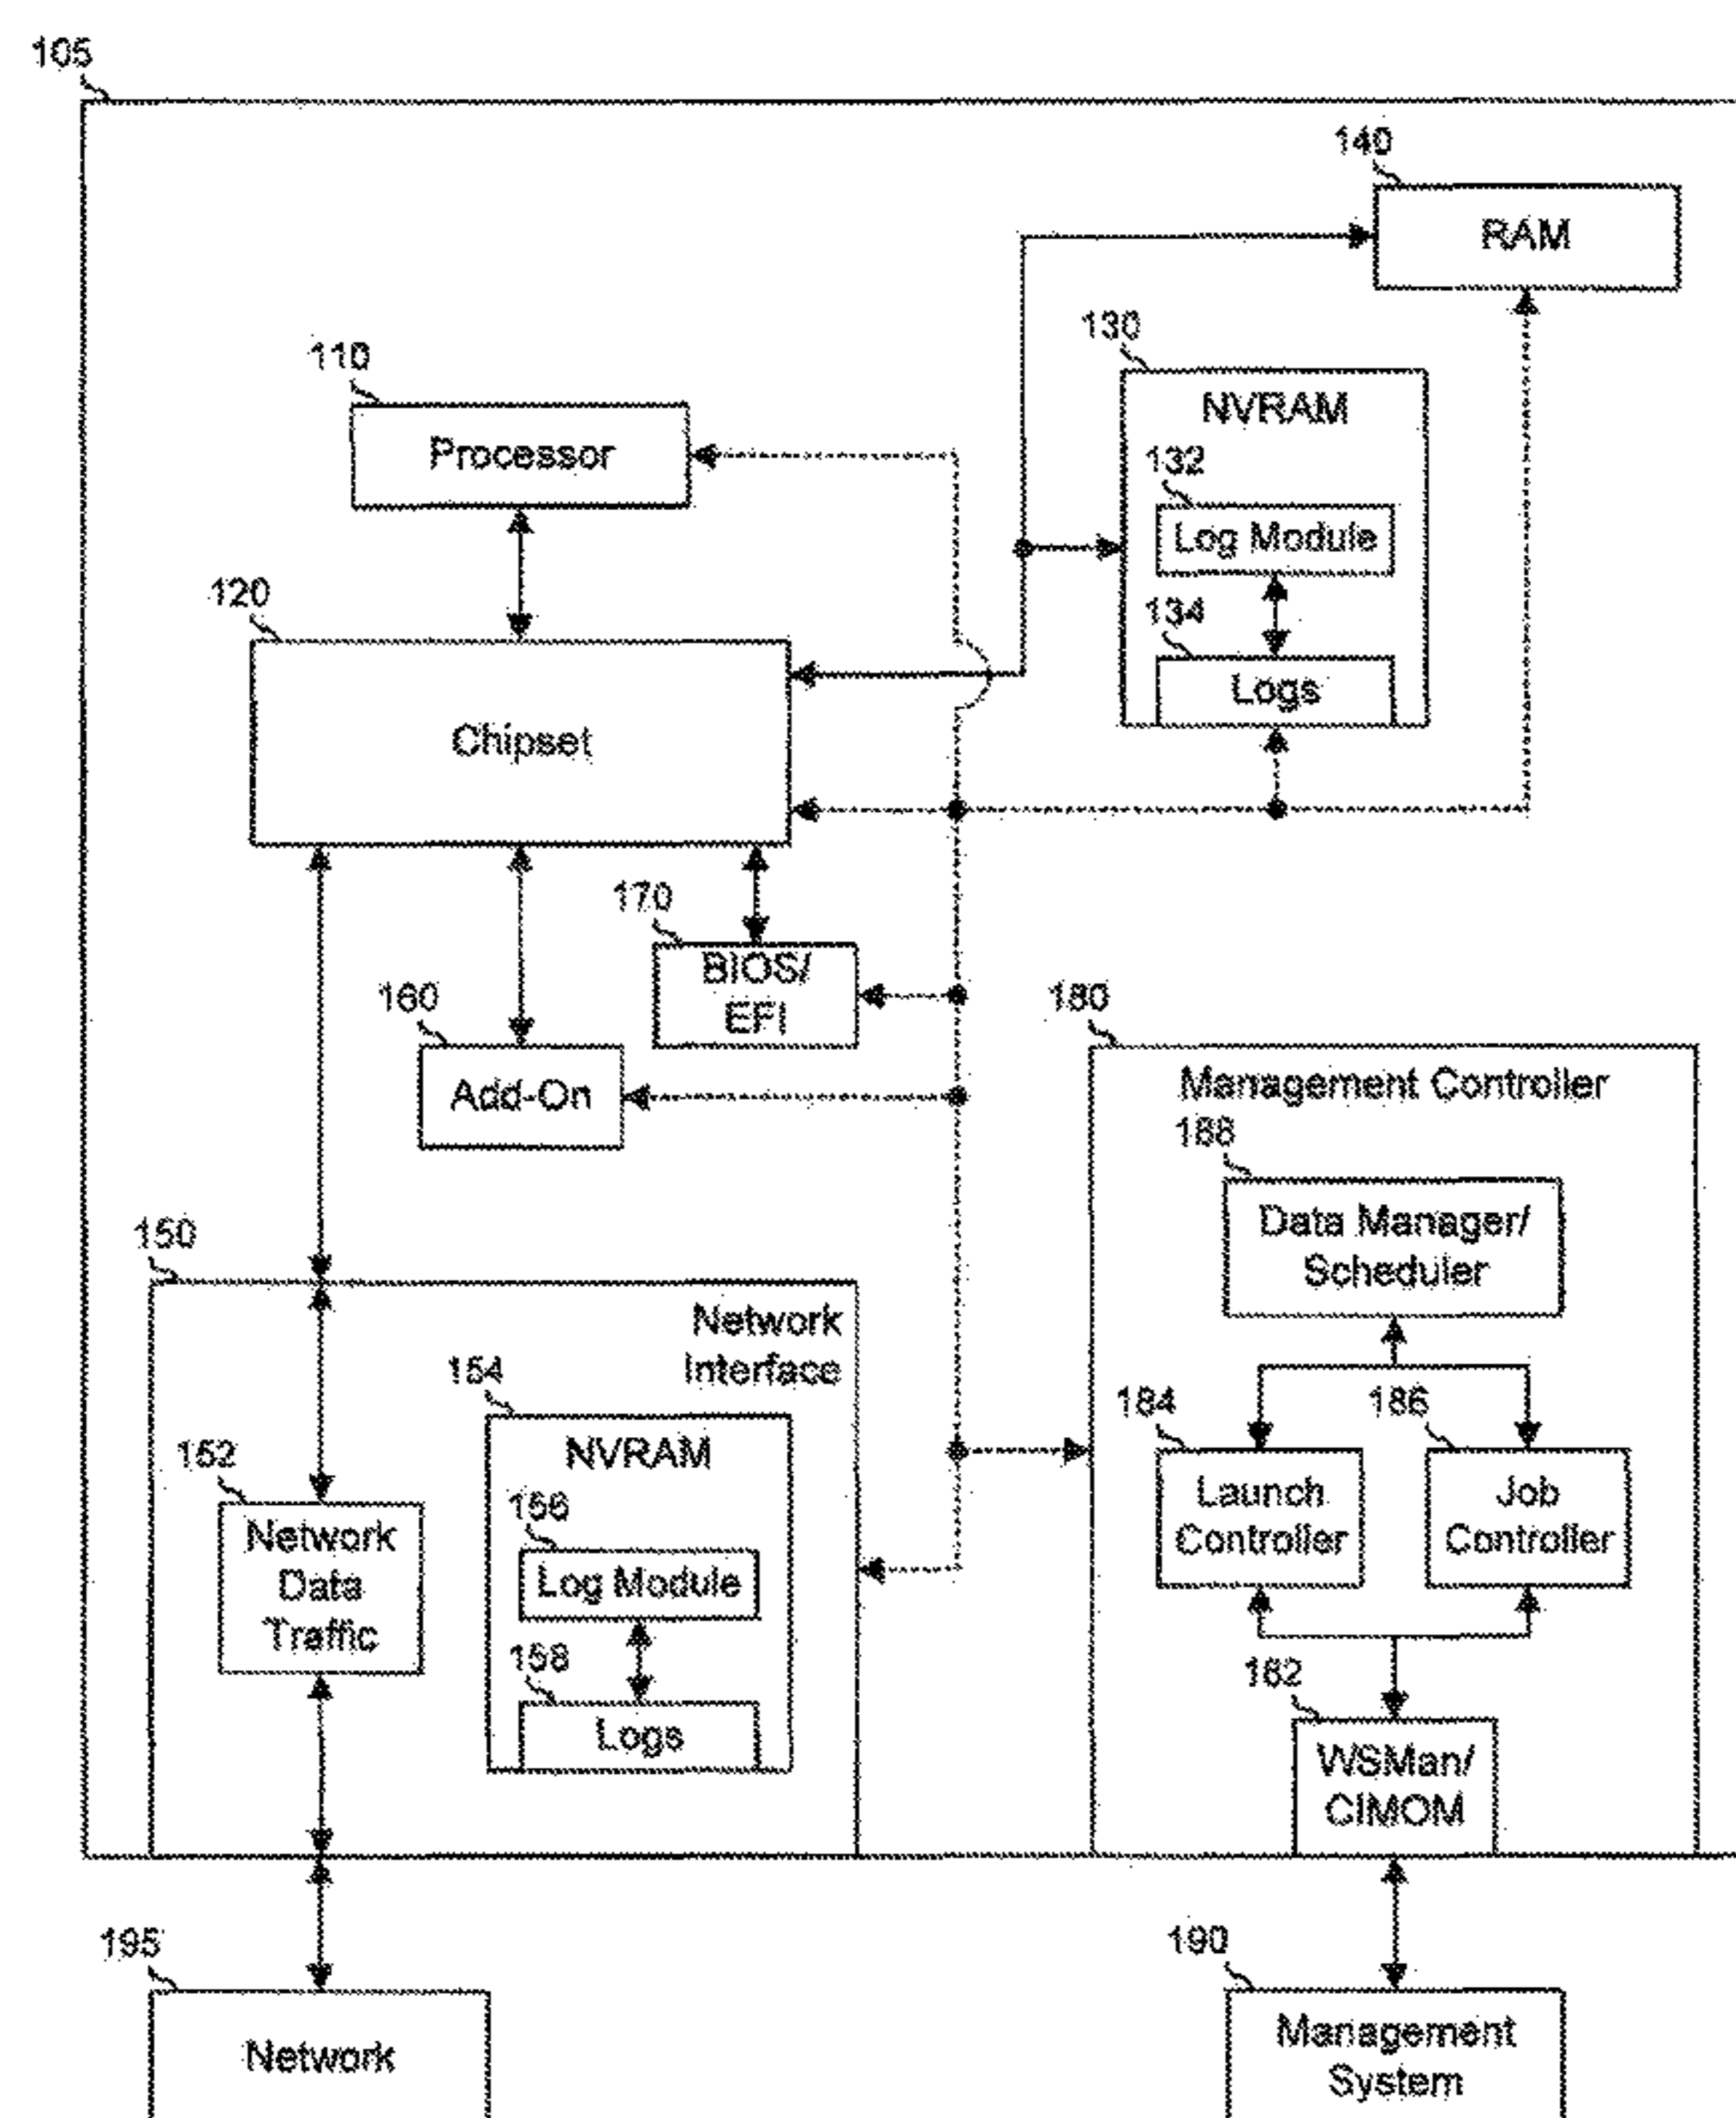 105
140
RAM
130
NVRAM
110
Processor
132
Log Module
120
134
Logs
Chipset
170
BIOS/
EFI
160
Add-On
180
Management Controller
188
Data Manager/
Scheduler
150
Network
Interface
154
NVRAM
184
186
152
Network
Data
Traffic
Launch
Controller
Job
Controller
156
Log Module
158
Logs
182
WSMan/
CIMOM
195
Network
190
Management
System